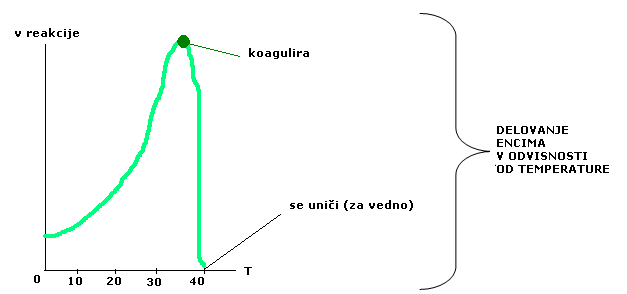 v reakcije
koagulira
DELOVANJE
ENCIMA
V ODVISNOSTI
OD TEMPERATURE
se uniči (za vedno)
T
0 10 20 30 40